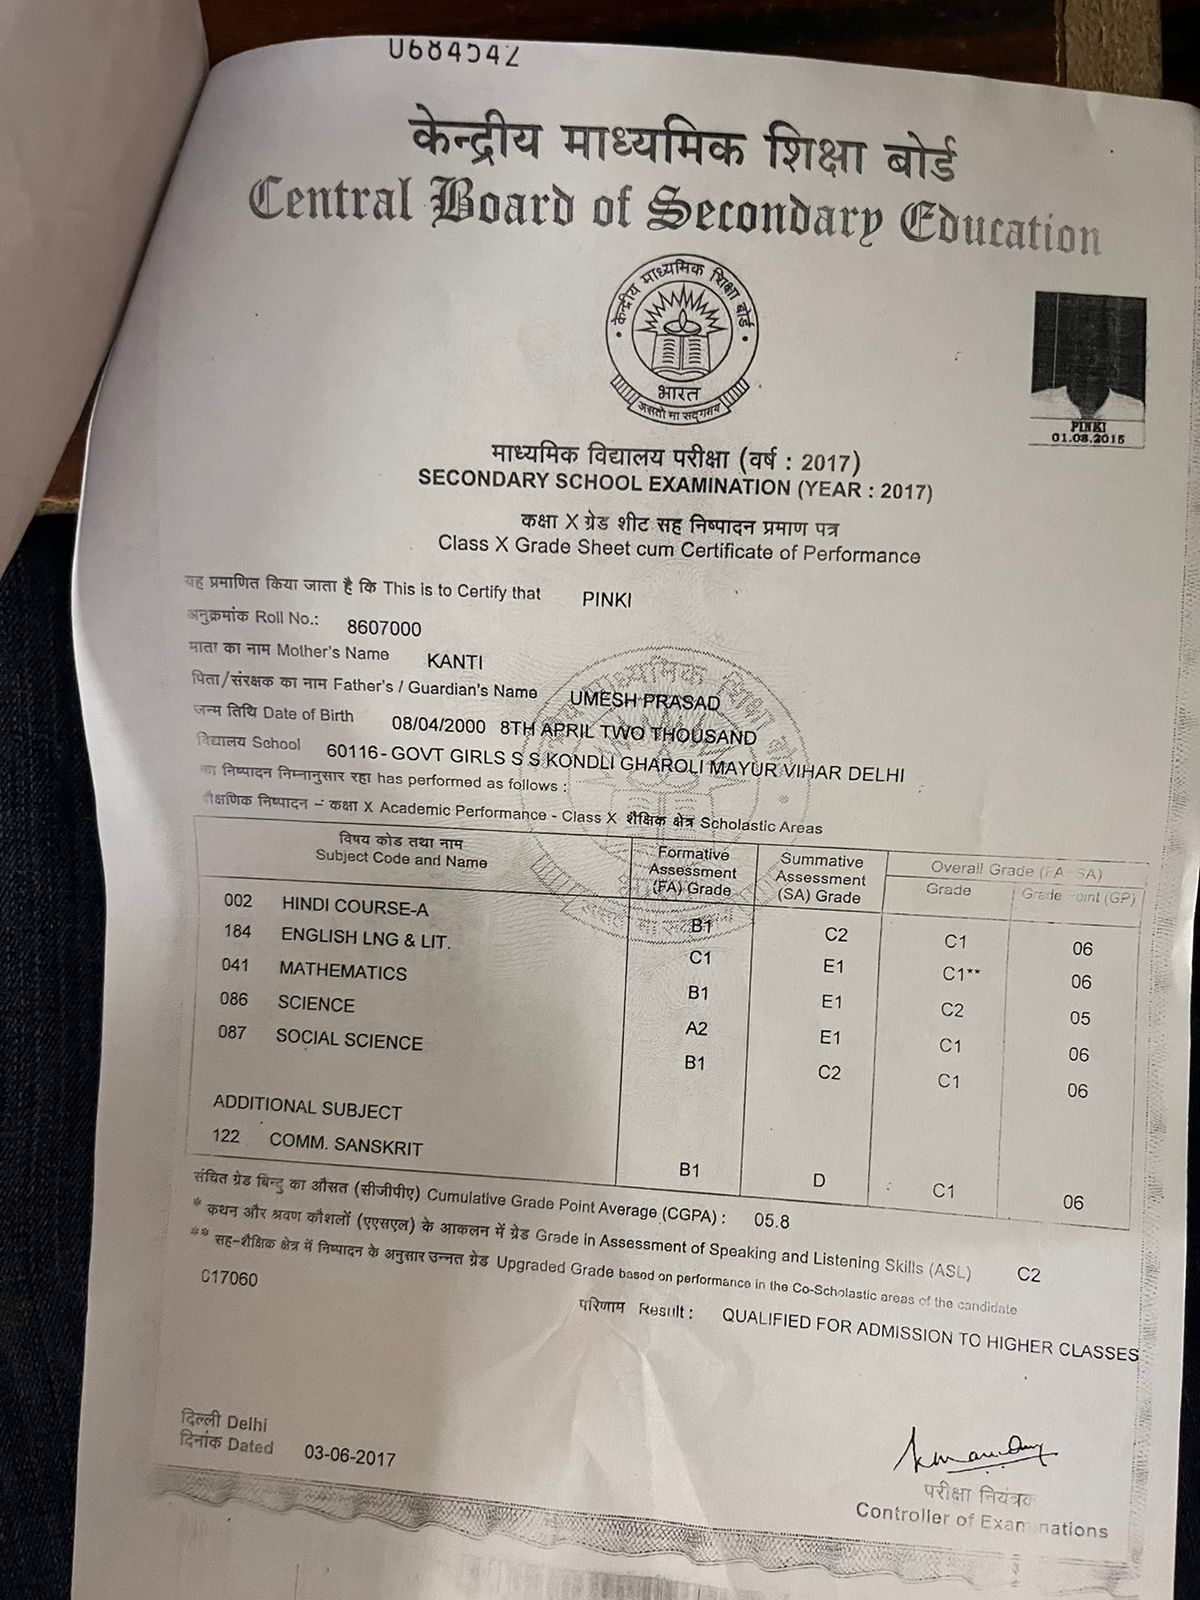 0684542
केन्द्रीय माध्यमिक शिक्षा बोर्ड
Central Board of Secondary Education
केन्द्रीय माध्यमिक शिक्षा बोर्ड
भारत
असतो मा सद्गमय
PINKI
01.08.2015
माध्यमिक विद्यालय परीक्षा (वर्ष : 2017)
SECONDARY SCHOOL EXAMINATION (YEAR : 2017)
कक्षा X ग्रेड शीट सह निष्पादन प्रमाण पत्र
Class X Grade Sheet cum Certificate of Performance
यह प्रमाणित किया जाता है कि This is to Certify that PINKI
अनुक्रमांक Roll No.: 8607000
माता का नाम Mother's Name KANTI
पिता/संरक्षक का नाम Father's / Guardian's Name UMESH PRASAD
जन्म तिथि Date of Birth 08/04/2000 8TH APRIL TWO THOUSAND
विद्यालय School 60116-GOVT GIRLS S S KONDLI GHAROLI MAYUR VIHAR DELHI
का निष्पादन निम्नानुसार रहा has performed as follows :
शैक्षणिक निष्पादन – कक्षा X Academic Performance - Class X शैक्षिक क्षेत्र Scholastic Areas
विषय कोड तथा नाम
Subject Code and Name
Formative Assessment (FA) Grade
Summative Assessment (SA) Grade
Overall Grade (FA SA)
Grade
Grade Point (GP)
002 HINDI COURSE-A B1 C2 C1 06
184 ENGLISH LNG & LIT. C1 E1 C1** 06
041 MATHEMATICS B1 E1 C2 05
086 SCIENCE A2 E1 C1 06
087 SOCIAL SCIENCE B1 C2 C1 06
ADDITIONAL SUBJECT
122 COMM. SANSKRIT B1 D C1 06
संचित ग्रेड बिन्दु का औसत (सीजीपीए) Cumulative Grade Point Average (CGPA) : 05.8
* कथन और श्रवण कौशलों (एएसएल) के आकलन में ग्रेड Grade in Assessment of Speaking and Listening Skills (ASL) C2
** सह-शैक्षिक क्षेत्र में निष्पादन के अनुसार उन्नत ग्रेड Upgraded Grade based on performance in the Co-Scholastic areas of the candidate
C17060
परिणाम Result : QUALIFIED FOR ADMISSION TO HIGHER CLASSES
दिल्ली Delhi
दिनांक Dated 03-06-2017
परीक्षा नियंत्रक
Controller of Examinations